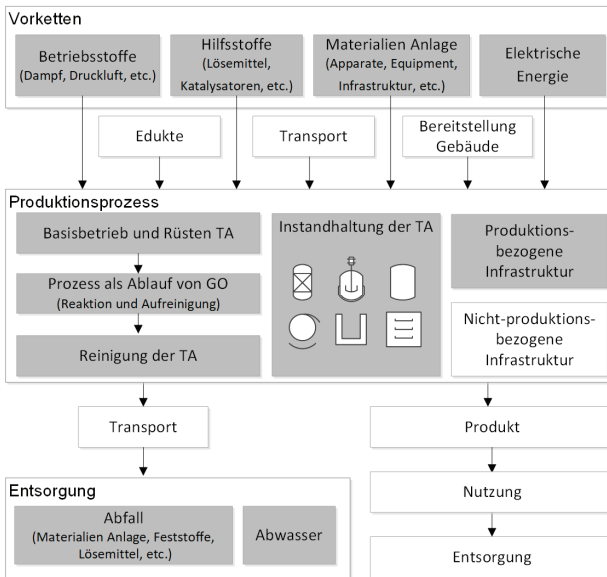 Vorketten
Betriebsstoffe
(Dampf, Druckluft, etc.)
Hilfsstoffe
(Lösemittel,
Katalysatoren, etc.)
Materialien Anlage
(Apparate, Equipment,
Infrastruktur, etc.)
Elektrische
Energie
Edukte
Transport
Bereitstellung
Gebäude
Produktionsprozess
Basisbetrieb und Rüsten TA
Prozess als Ablauf von GO
(Reaktion und Aufreinigung)
Reinigung der TA
Instandhaltung der TA
Produktions-
bezogene
Infrastruktur
Nicht-produktions-
bezogene
Infrastruktur
Transport
Produkt
Entsorgung
Abfall
(Materialien Anlage, Feststoffe,
Lösemittel, etc.)
Abwasser
Nutzung
Entsorgung